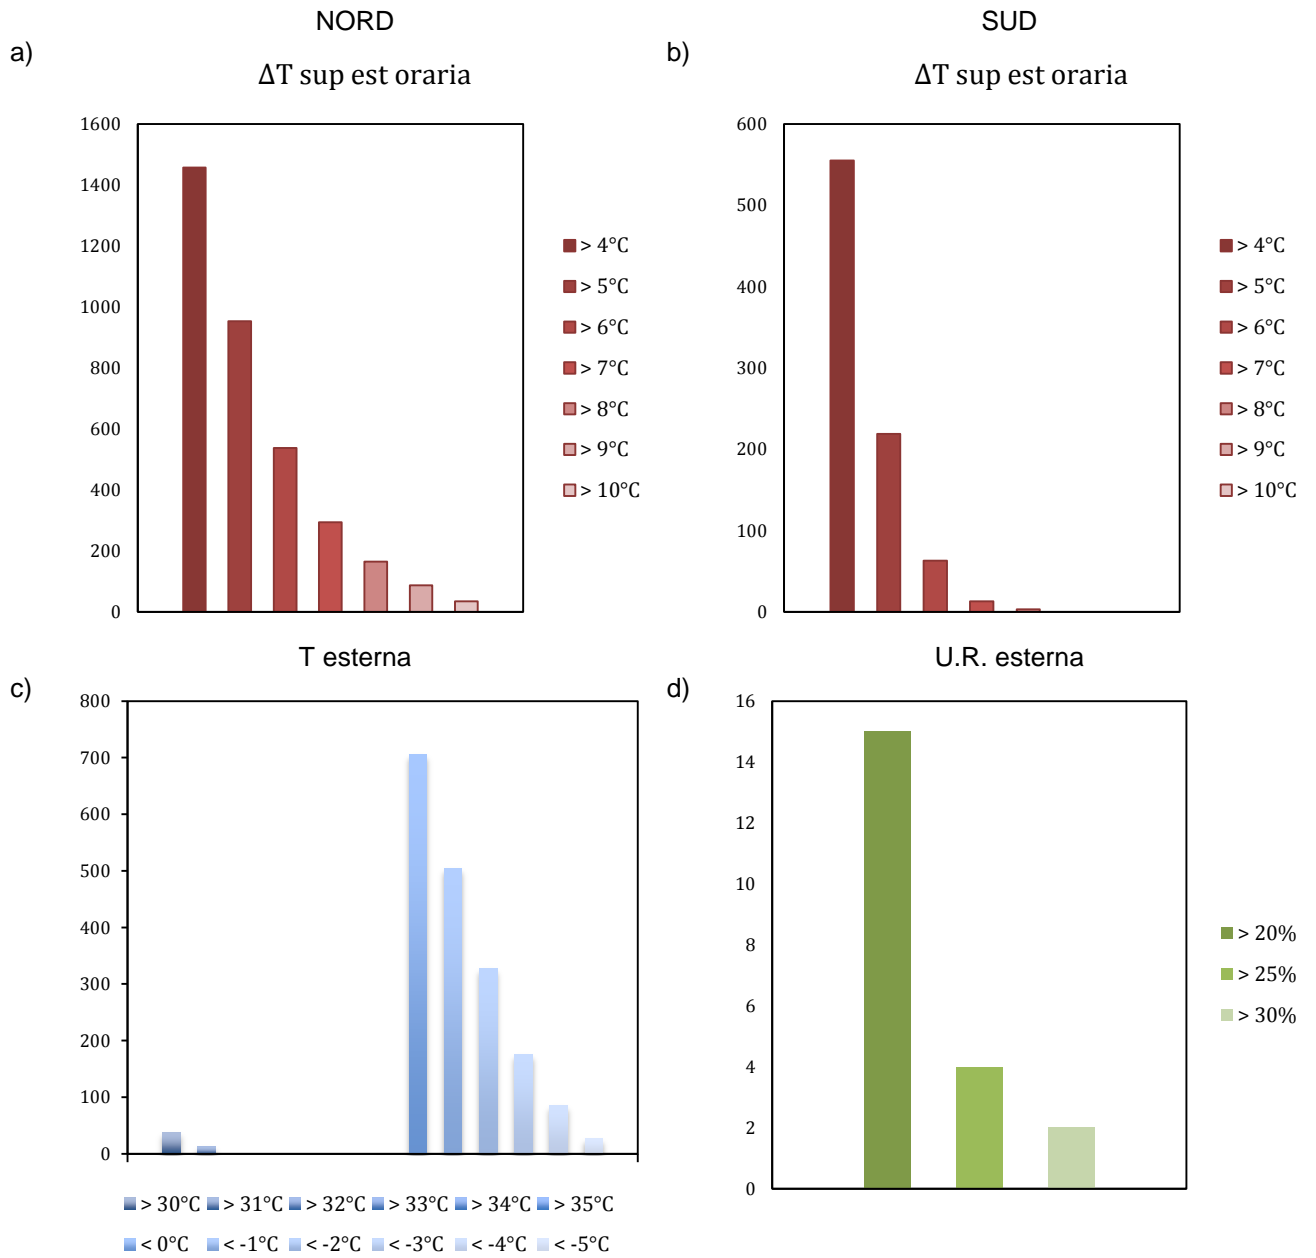 NORD
a)
ΔT sup est oraria
1600
1400
1200
1000
800
600
400
200
0
> 4°C
> 5°C
> 6°C
> 7°C
> 8°C
> 9°C
> 10°C
SUD
b)
ΔT sup est oraria
600
500
400
300
200
100
0
> 4°C
> 5°C
> 6°C
> 7°C
> 8°C
> 9°C
> 10°C
T esterna
c)
800
700
600
500
400
300
200
100
0
> 30°C > 31°C > 32°C > 33°C > 34°C > 35°C
< 0°C < -1°C < -2°C < -3°C < -4°C < -5°C
U.R. esterna
d)
16
14
12
10
8
6
4
2
0
> 20%
> 25%
> 30%